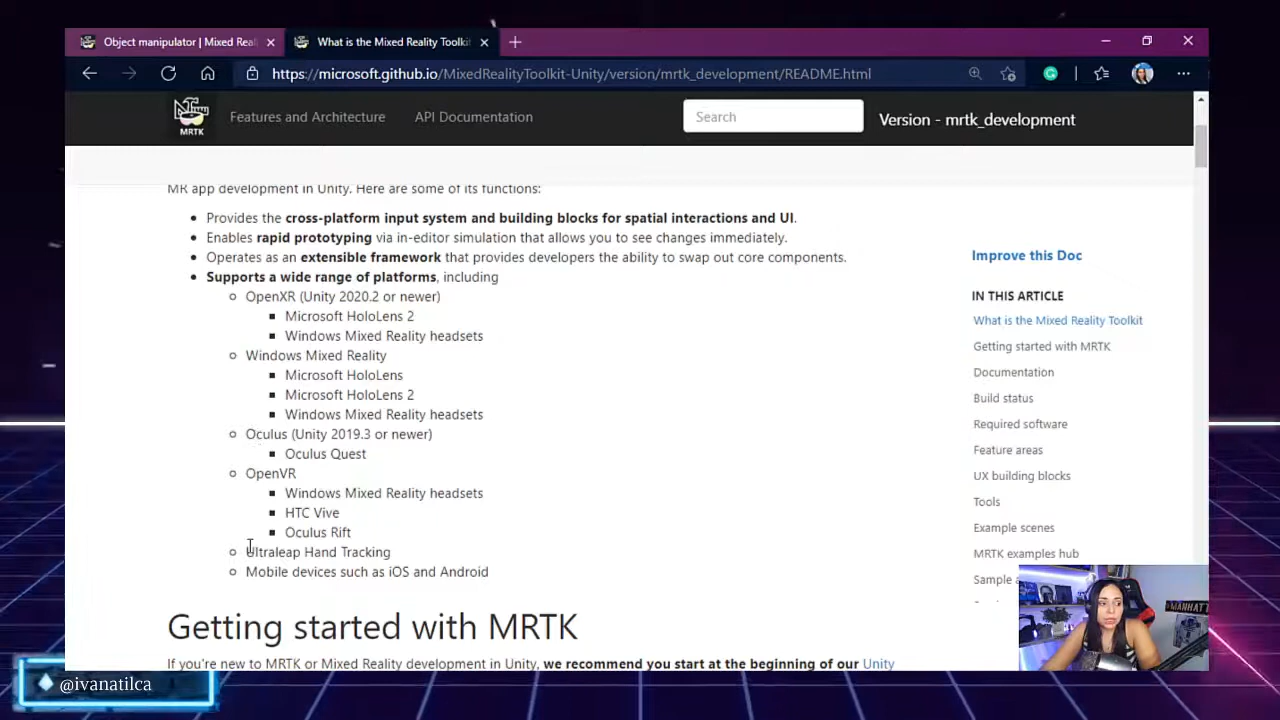 Object manipulator | Mixed Real
What is the Mixed Reality Toolkit
https://microsoft.github.io/MixedRealityToolkit-Unity/version/mrtk_development/README.html
MRTK
Features and Architecture
API Documentation
Search
Version - mrtk_development
MR app development in Unity. Here are some of its functions:
Provides the cross-platform input system and building blocks for spatial interactions and UI.
Enables rapid prototyping via in-editor simulation that allows you to see changes immediately.
Operates as an extensible framework that provides developers the ability to swap out core components.
Supports a wide range of platforms, including
OpenXR (Unity 2020.2 or newer)
Microsoft HoloLens 2
Windows Mixed Reality headsets
Windows Mixed Reality
Microsoft HoloLens
Microsoft HoloLens 2
Windows Mixed Reality headsets
Oculus (Unity 2019.3 or newer)
Oculus Quest
OpenVR
Windows Mixed Reality headsets
HTC Vive
Oculus Rift
Ultraleap Hand Tracking
Mobile devices such as iOS and Android
Getting started with MRTK
If you're new to MRTK or Mixed Reality development in Unity, we recommend you start at the beginning of our Unity
Improve this Doc
IN THIS ARTICLE
What is the Mixed Reality Toolkit
Getting started with MRTK
Documentation
Build status
Required software
Feature areas
UX building blocks
Tools
Example scenes
MRTK examples hub
Sample a
MANHATT
@ivanatilca